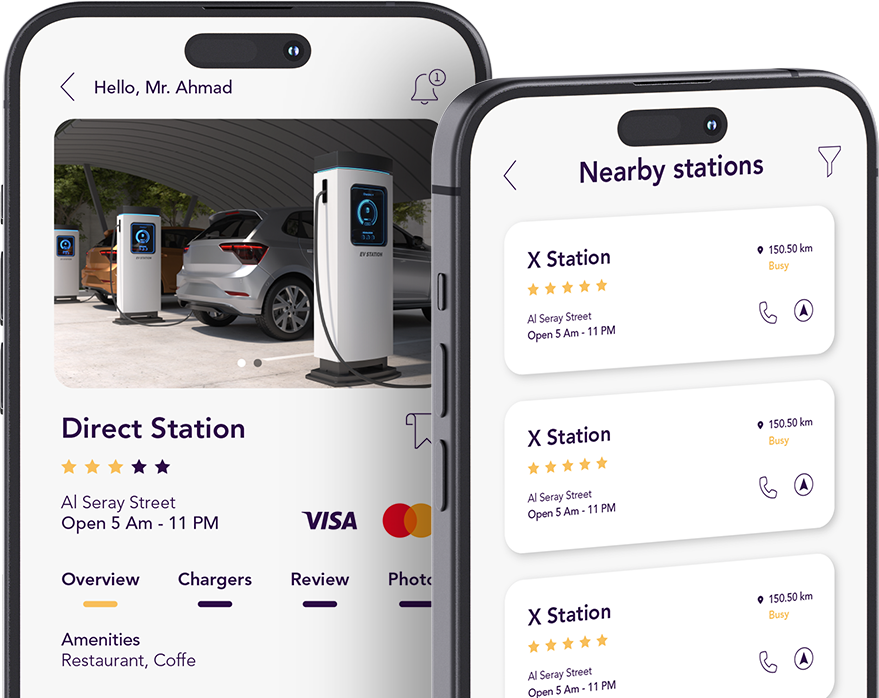 Hello, Mr. Ahmad
1
EV STATION
Direct Station
Al Seray Street
Open 5 Am - 11 PM
VISA
Overview Chargers Review Photo
Amenities
Restaurant, Coffe
Nearby stations
X Station
150.50 km
Busy
Al Seray Street
Open 5 Am - 11 PM
X Station
150.50 km
Busy
Al Seray Street
Open 5 Am - 11 PM
X Station
150.50 km
Busy
Al Seray Street
Open 5 Am - 11 PM